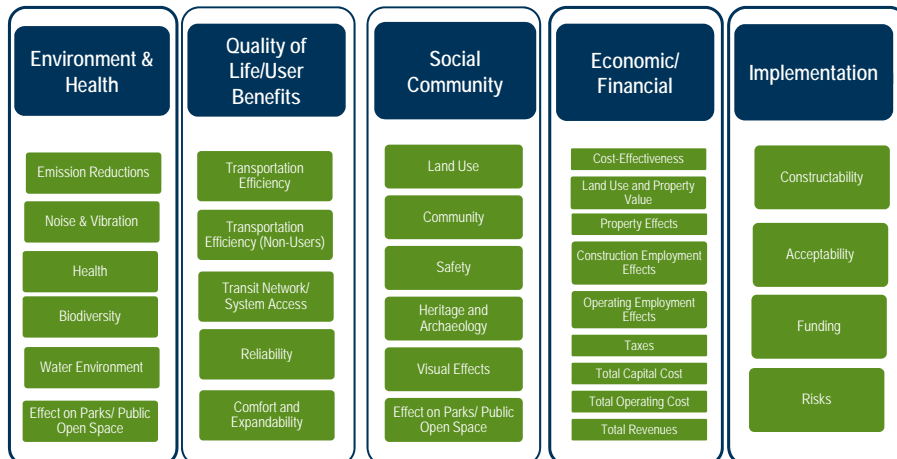 Environment &
Health
Emission Reductions
Noise & Vibration
Health
Biodiversity
Water Environment
Effect on Parks/ Public
Open Space
Quality of
Life/User
Benefits
Transportation
Efficiency
Transportation
Efficiency (Non-Users)
Transit Network/
System Access
Reliability
Comfort and
Expandability
Social
Community
Land Use
Community
Safety
Heritage and
Archaeology
Visual Effects
Effect on Parks/ Public
Open Space
Economic/
Financial
Cost-Effectiveness
Land Use and Property
Value
Property Effects
Construction Employment
Effects
Operating Employment
Effects
Taxes
Total Capital Cost
Total Operating Cost
Total Revenues
Implementation
Constructability
Acceptability
Funding
Risks